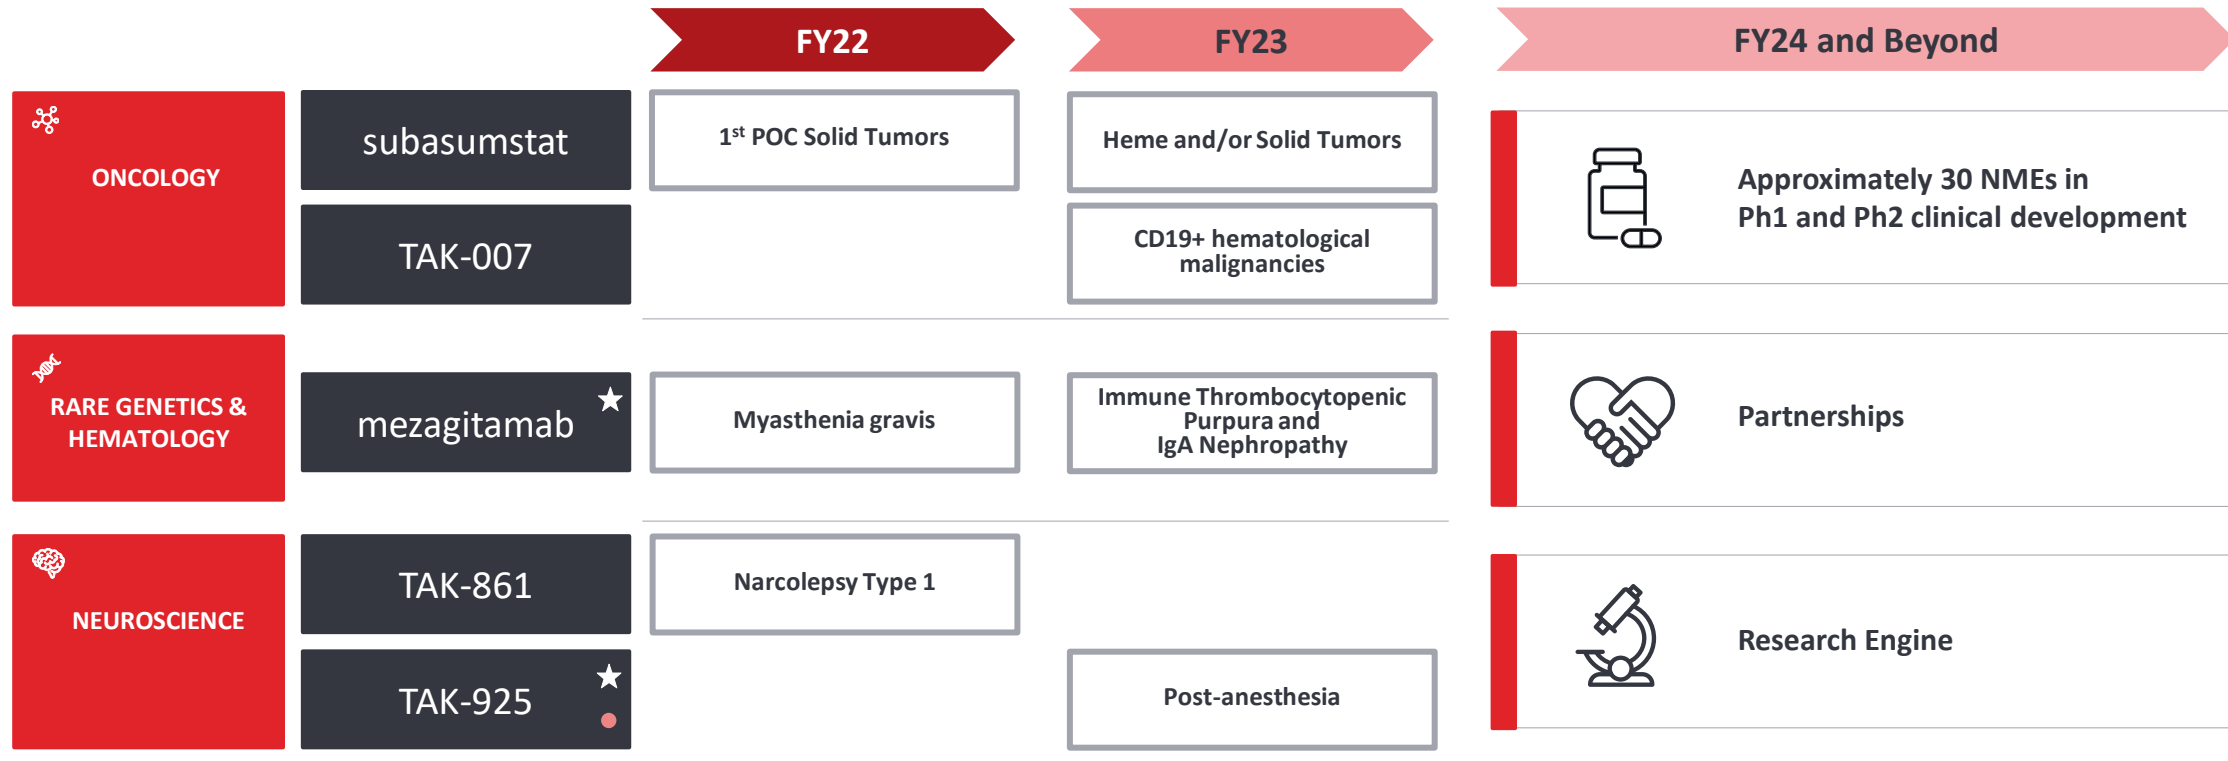 FY22
FY23
FY24 and Beyond
ONCOLOGY
subasumstat
1st POC Solid Tumors
Heme and/or Solid Tumors
TAK-007
CD19+ hematological
malignancies
RARE GENETICS &
HEMATOLOGY
mezagitamab
Myasthenia gravis
Immune Thrombocytopenic
Purpura and
IgA Nephropathy
NEUROSCIENCE
TAK-861
Narcolepsy Type 1
TAK-925
Post-anesthesia
Approximately 30 NMEs in
Ph1 and Ph2 clinical development
Partnerships
Research Engine